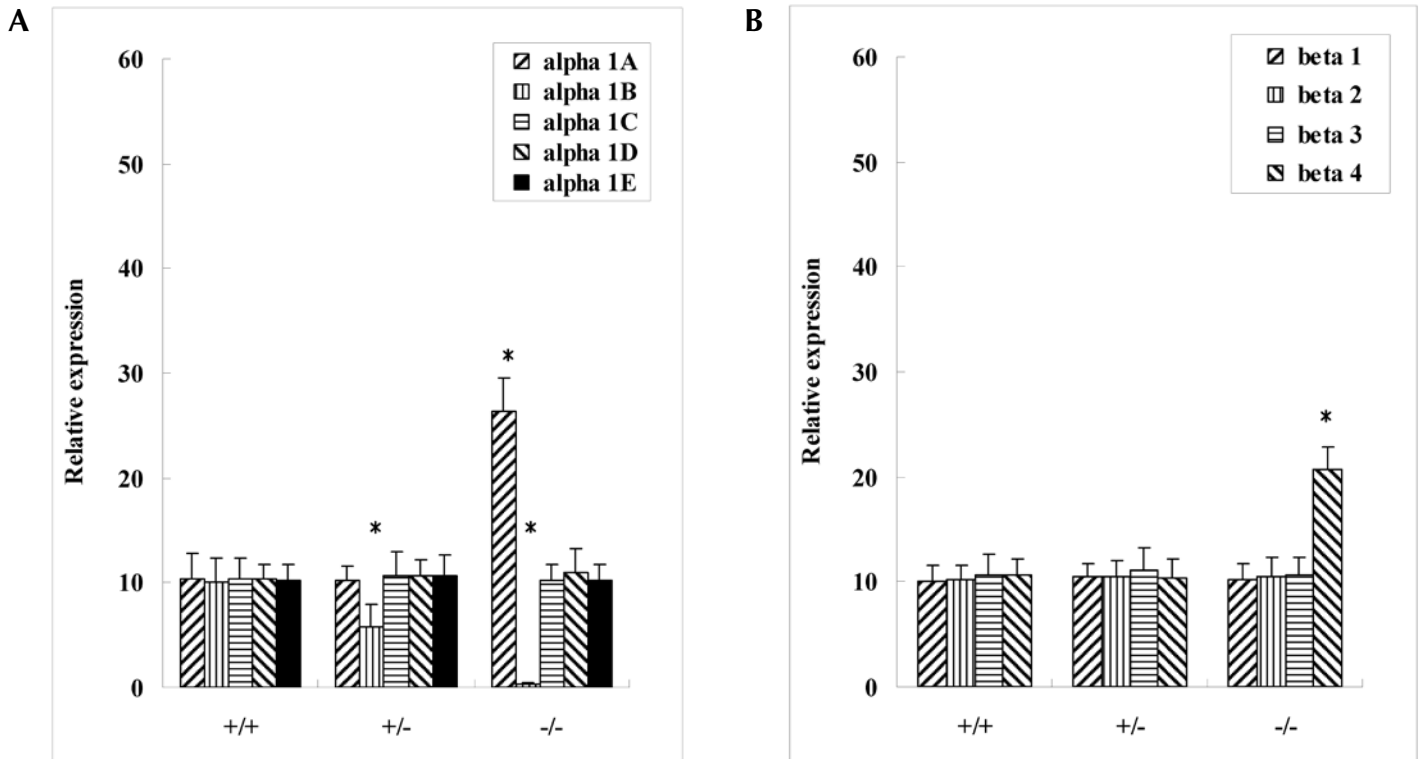 A
60
50
40
30
20
10
0
Relative expression
alpha 1A
alpha 1B
alpha 1C
alpha 1D
alpha 1E
*
*
*
+/+
+/-
-/-
B
60
50
40
30
20
10
0
Relative expression
beta 1
beta 2
beta 3
beta 4
*
+/+
+/-
-/-